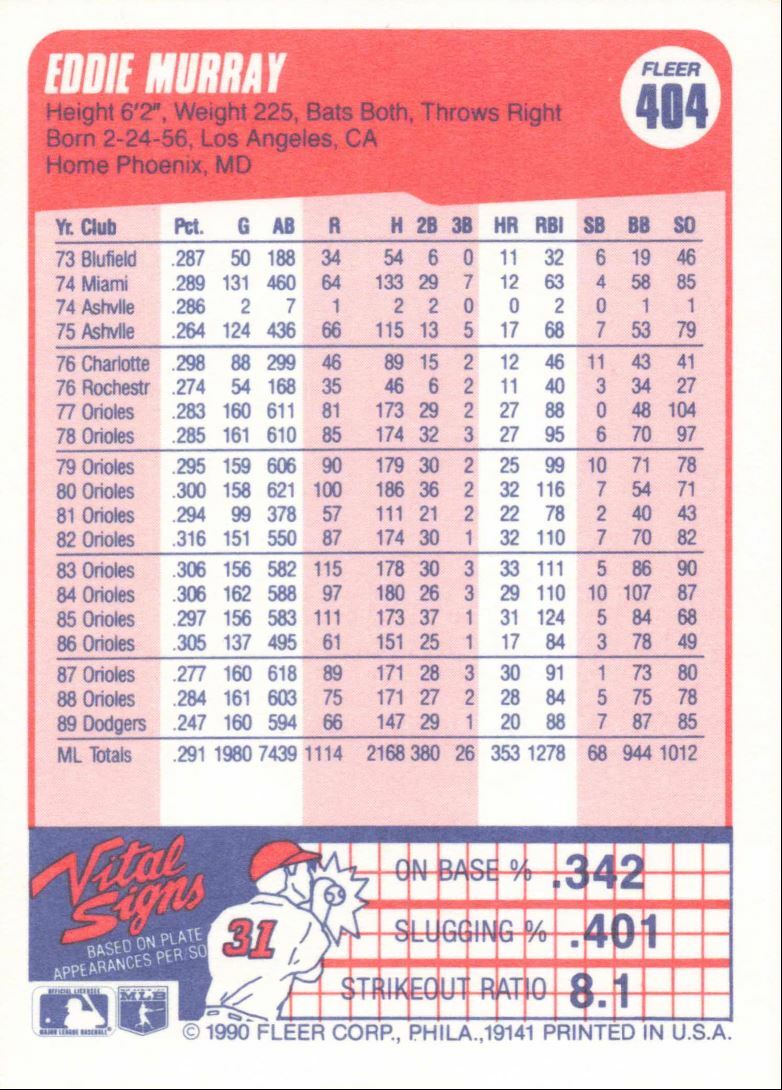 EDDIE MURRAY
FLEER
404
Height 6'2", Weight 225, Bats Both, Throws Right
Born 2-24-56, Los Angeles, CA
Home Phoenix, MD
Yr. Club Pct. G AB R H 2B 3B HR RBI SB BB SO
73 Blufield .287 50 188 34 54 6 0 11 32 6 19 46
74 Miami .289 131 460 64 133 29 7 12 63 4 58 85
74 Ashvlle .286 2 7 1 2 2 0 0 2 0 1 1
75 Ashvlle .264 124 436 66 115 13 5 17 68 7 53 79
76 Charlotte .298 88 299 46 89 15 2 12 46 11 43 41
76 Rochestr .274 54 168 35 46 6 2 11 40 3 34 27
77 Orioles .283 160 611 81 173 29 2 27 88 0 48 104
78 Orioles .285 161 610 85 174 32 3 27 95 6 70 97
79 Orioles .295 159 606 90 179 30 2 25 99 10 71 78
80 Orioles .300 158 621 100 186 36 2 32 116 7 54 71
81 Orioles .294 99 378 57 111 21 2 22 78 2 40 43
82 Orioles .316 151 550 87 174 30 1 32 110 7 70 82
83 Orioles .306 156 582 115 178 30 3 33 111 5 86 90
84 Orioles .306 162 588 97 180 26 3 29 110 10 107 87
85 Orioles .297 156 583 111 173 37 1 31 124 5 84 68
86 Orioles .305 137 495 61 151 25 1 17 84 3 78 49
87 Orioles .277 160 618 89 171 28 3 30 91 1 73 80
88 Orioles .284 161 603 75 171 27 2 28 84 5 75 78
89 Dodgers .247 160 594 66 147 29 1 20 88 7 87 85
ML Totals .291 1980 7439 1114 2168 380 26 353 1278 68 944 1012
Vital
Signs
BASED ON PLATE
APPEARANCES PER/SO
31
ON BASE % .342
SLUGGING % .401
STRIKEOUT RATIO 8.1
OFFICIAL LICENSEE
MAJOR LEAGUE BASEBALL
MLB
© 1990 FLEER CORP., PHILA.,19141 PRINTED IN U.S.A.